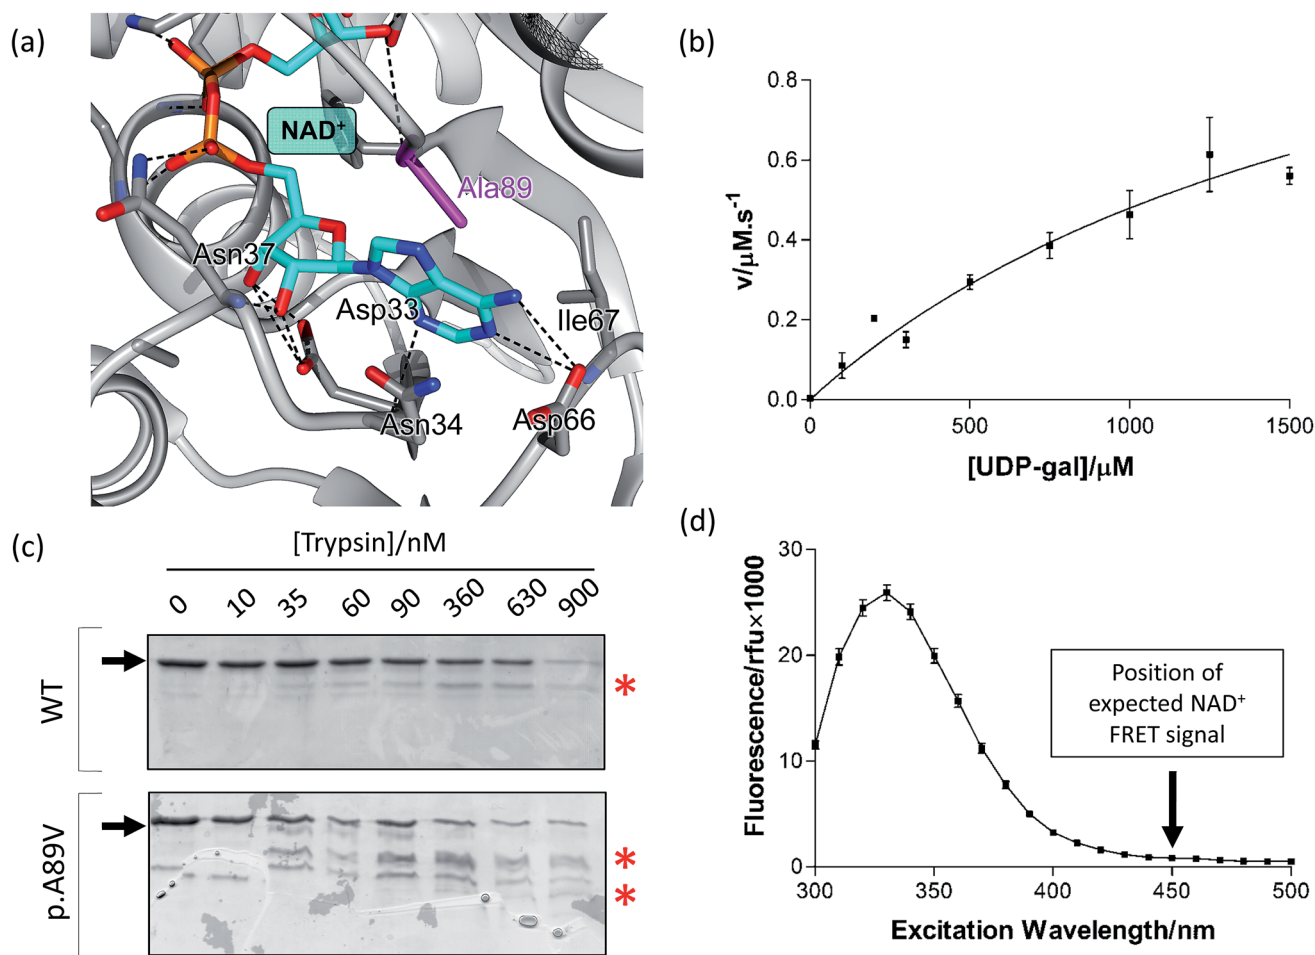 (a)
NAD⁺
Ala89
Asn37
Asp33
Ile67
Asn34
Asp66
(b)
v/μM.s⁻¹
0.8
0.6
0.4
0.2
0.0
0 500 1000 1500
[UDP-gal]/μM
(c)
[Trypsin]/nM
0 10 35 60 90 360 630 900
WT
*
p.A89V
*
*
(d)
Fluorescence/rfu×1000
30
20
10
0
Position of
expected NAD⁺
FRET signal
300 350 400 450 500
Excitation Wavelength/nm